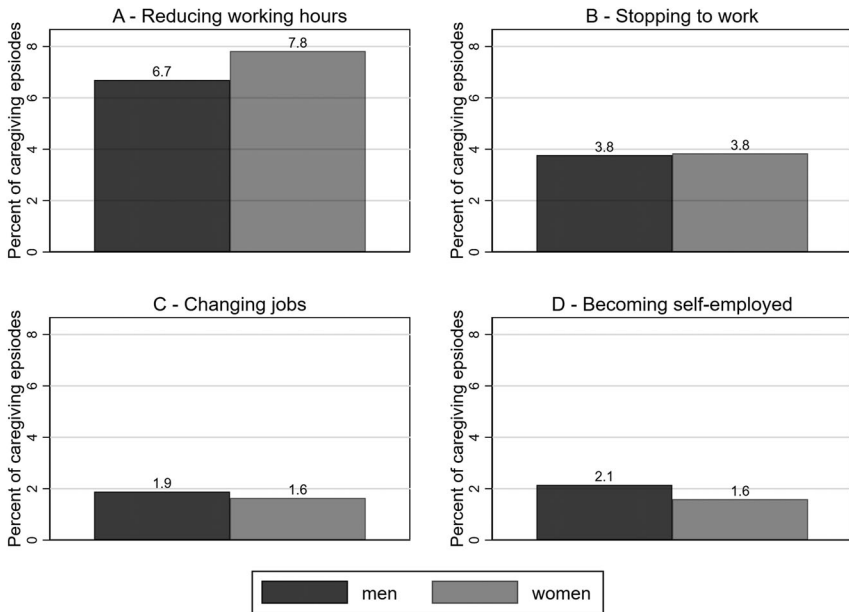 A - Reducing working hours
Percent of caregiving epsiodes
8
6
4
2
0
6.7
7.8
B - Stopping to work
Percent of caregiving epsiodes
8
6
4
2
0
3.8
3.8
C - Changing jobs
Percent of caregiving epsiodes
8
6
4
2
0
1.9
1.6
D - Becoming self-employed
Percent of caregiving epsiodes
8
6
4
2
0
2.1
1.6
men
women